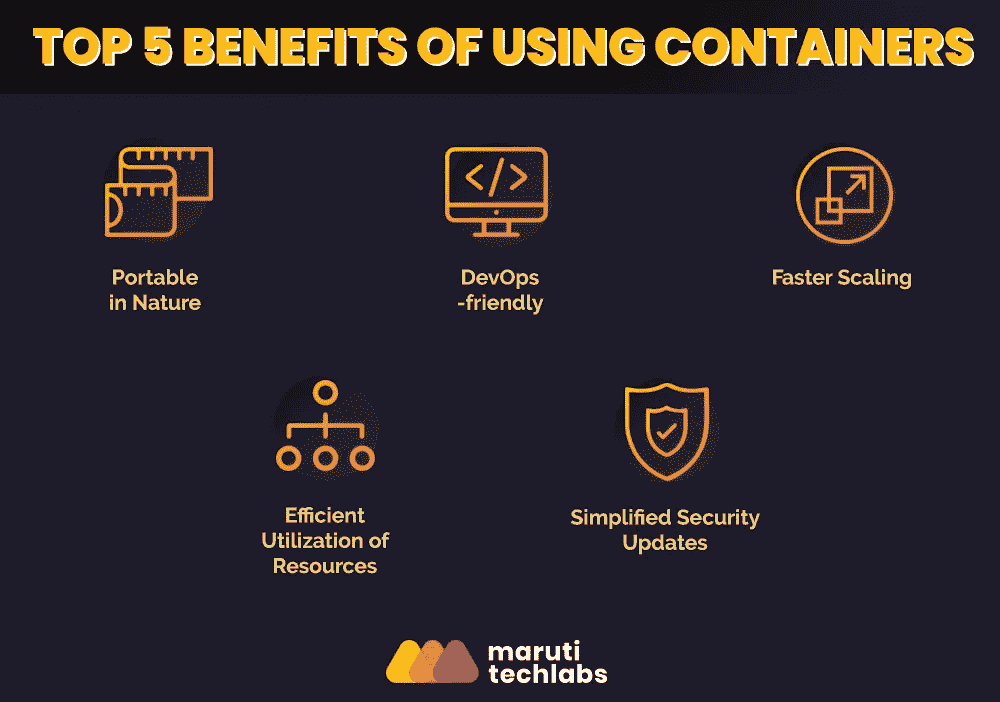 TOP 5 BENEFITS OF USING CONTAINERS
Portable
in Nature
DevOps
-friendly
Faster Scaling
Efficient
Utilization of
Resources
Simplified Security
Updates
maruti
techlabs